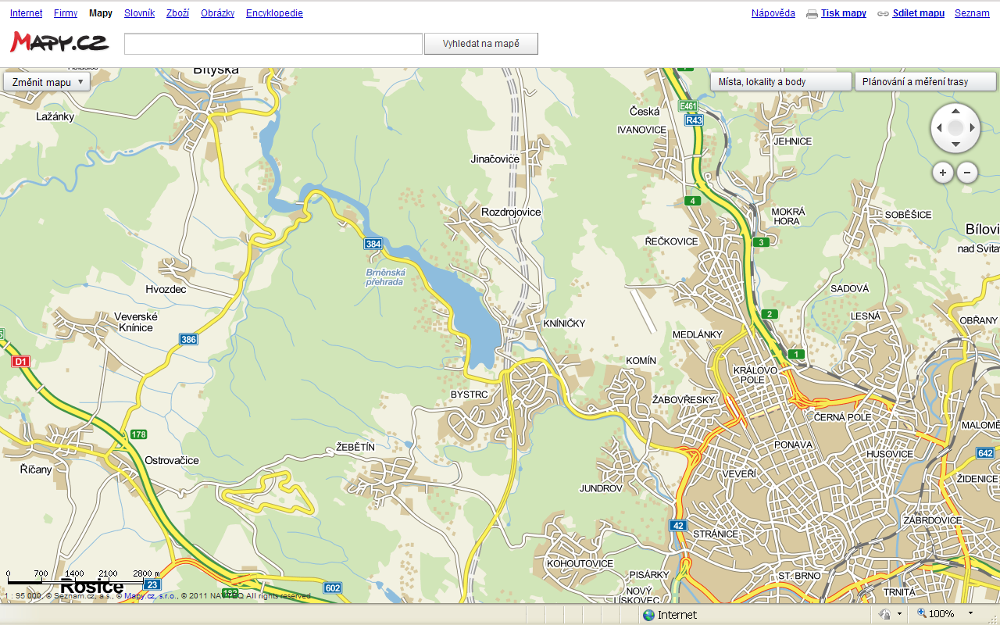 Internet Firmy Mapy Slovník Zboží Obrázky Encyklopedie Nápověda Tisk mapy Sdílet mapu Seznam
MAPY.CZ Vyhledat na mapě
Změnit mapu Místa, lokality a body Plánování a měření trasy
Bítýška
Lažánky
Česká
E461
R43
IVANOVICE
JEHNICE
Jinačovice
4
Rozdrojovice
MOKRÁ
HORA
SOBĚŠICE
Bílovi
nad Svita
384
ŘEČKOVICE
3
Brněnská
přehrada
Hvozdec
SADOVÁ
Veverské
Knínice
KNÍNIČKY
2
LESNÁ
OBŘANY
386
MEDLÁNKY
D1
KOMÍN
1
KRÁLOVO
POLE
BYSTRC
ŽABOVŘESKY
ČERNÁ POLE
MALOMĚ
178
ŽEBĚTÍN
PONAVA
HUSOVICE
642
Ostrovačice
Říčany
VEVEŘÍ
ŽIDENICE
JUNDROV
ZÁBRDOVICE
42
STRÁNICE
KOHOUTOVICE
PISÁRKY
ST. BRNO
0 700 1400 2100 2800 m
Rosice
23
602
182
NOVÝ
LÍSKOVEC
TRNITÁ
1 : 95 000, © Seznam.cz, a.s., © Mapy.cz, s.r.o., © 2011 NAVTEQ All rights reserved
Internet 100%